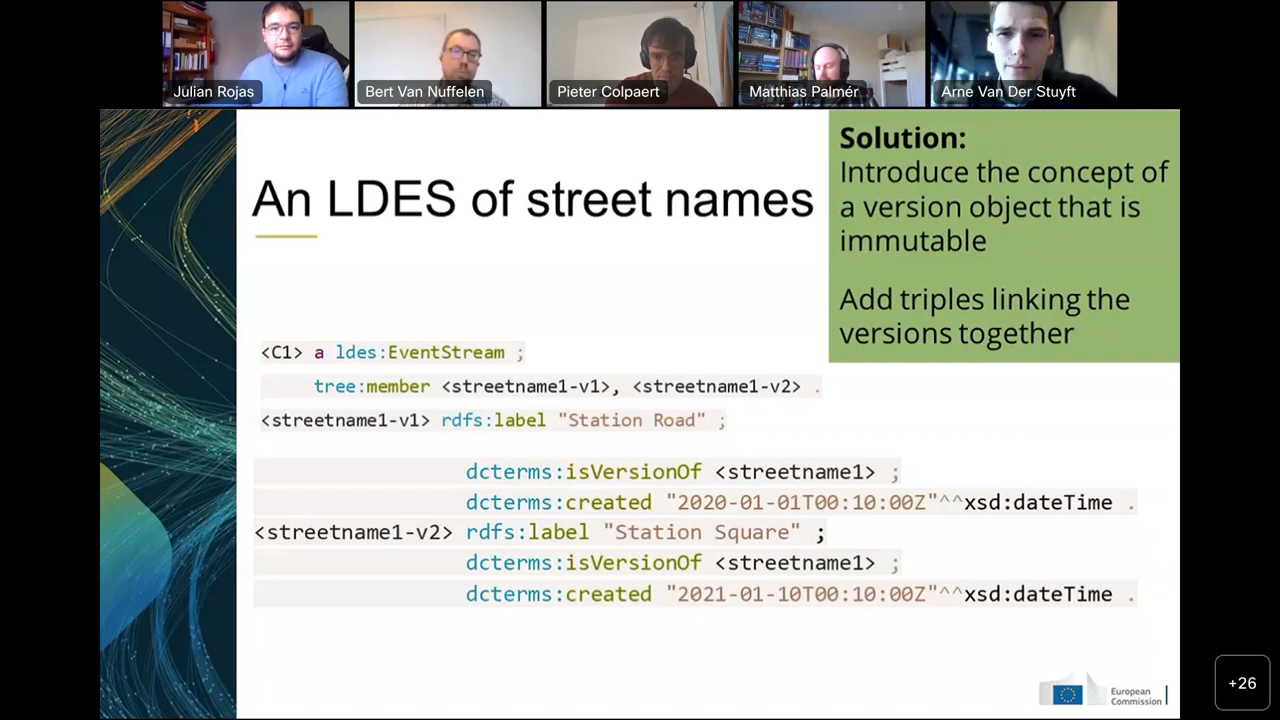 Julian Rojas
Bert Van Nuffelen
Pieter Colpaert
Matthias Palmér
Arne Van Der Stuyft
An LDES of street names
Solution:
Introduce the concept of
a version object that is
immutable
Add triples linking the
versions together
<C1> a ldes:EventStream ;
tree:member <streetname1-v1>, <streetname1-v2> .
<streetname1-v1> rdfs:label "Station Road" ;
dcterms:isVersionOf <streetname1> ;
dcterms:created "2020-01-01T00:10:00Z"^^xsd:dateTime .
<streetname1-v2> rdfs:label "Station Square" ;
dcterms:isVersionOf <streetname1> ;
dcterms:created "2021-01-10T00:10:00Z"^^xsd:dateTime .
European
Commission
+26